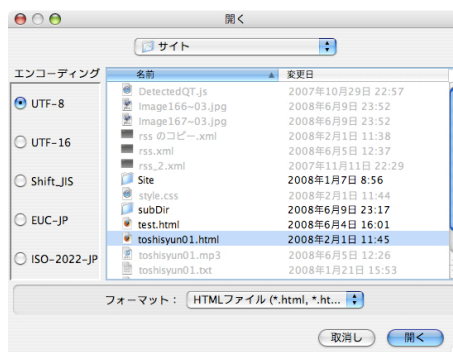 開く
サイト
エンコーディング
名前 変更日
UTF-8
UTF-16
Shift_JIS
EUC-JP
ISO-2022-JP
DetectedQT.js 2007年10月29日 22:57
Image166~03.jpg 2008年6月9日 23:52
Image167~03.jpg 2008年6月9日 23:52
rss のコピー.xml 2008年2月1日 11:38
rss.xml 2008年6月5日 12:37
rss_2.xml 2007年11月11日 22:29
Site 2008年1月7日 8:56
style.css 2008年2月1日 11:44
subDir 2008年6月9日 23:17
test.html 2008年6月4日 16:01
toshisyun01.html 2008年2月1日 11:45
toshisyun01.mp3 2008年6月5日 12:26
toshisyun01.txt 2008年1月21日 15:53
フォーマット： HTMLファイル (*.html, *.ht...
取消し 開く